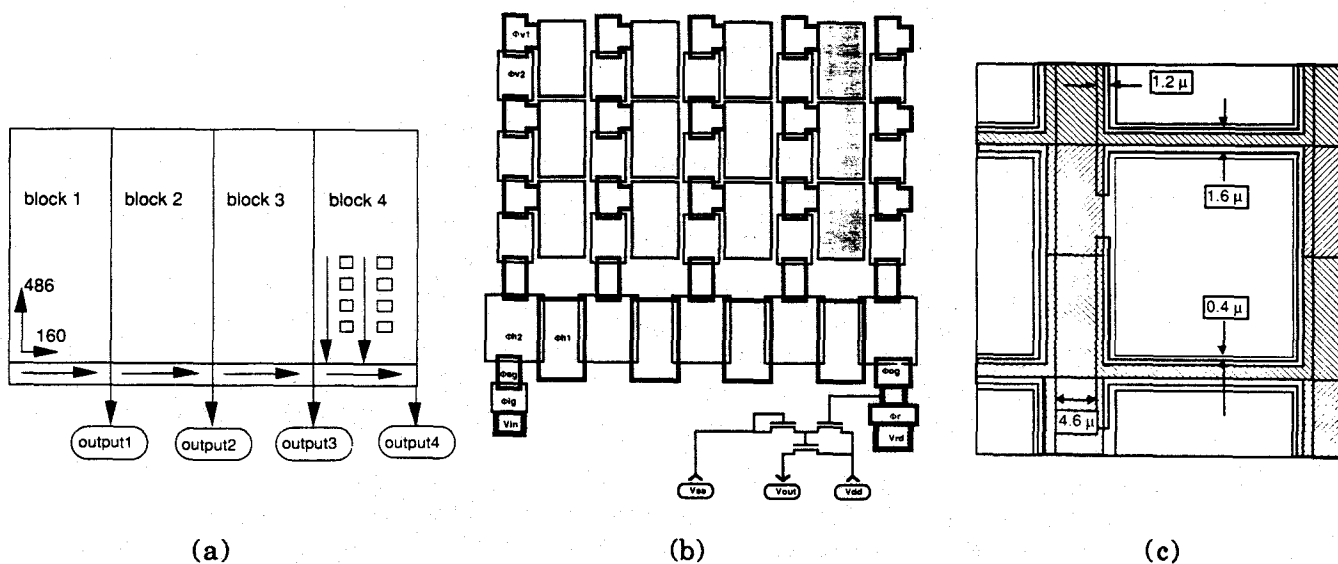 block 1
block 2
block 3
block 4
486
160
output1
output2
output3
output4
(a)
Φv1
Φv2
Φh2
Φh1
Φsg
Φig
Vin
Φog
Φr
Vrd
Vss
Vout
Vdd
(b)
1.2 μ
1.6 μ
0.4 μ
4.6 μ
(c)